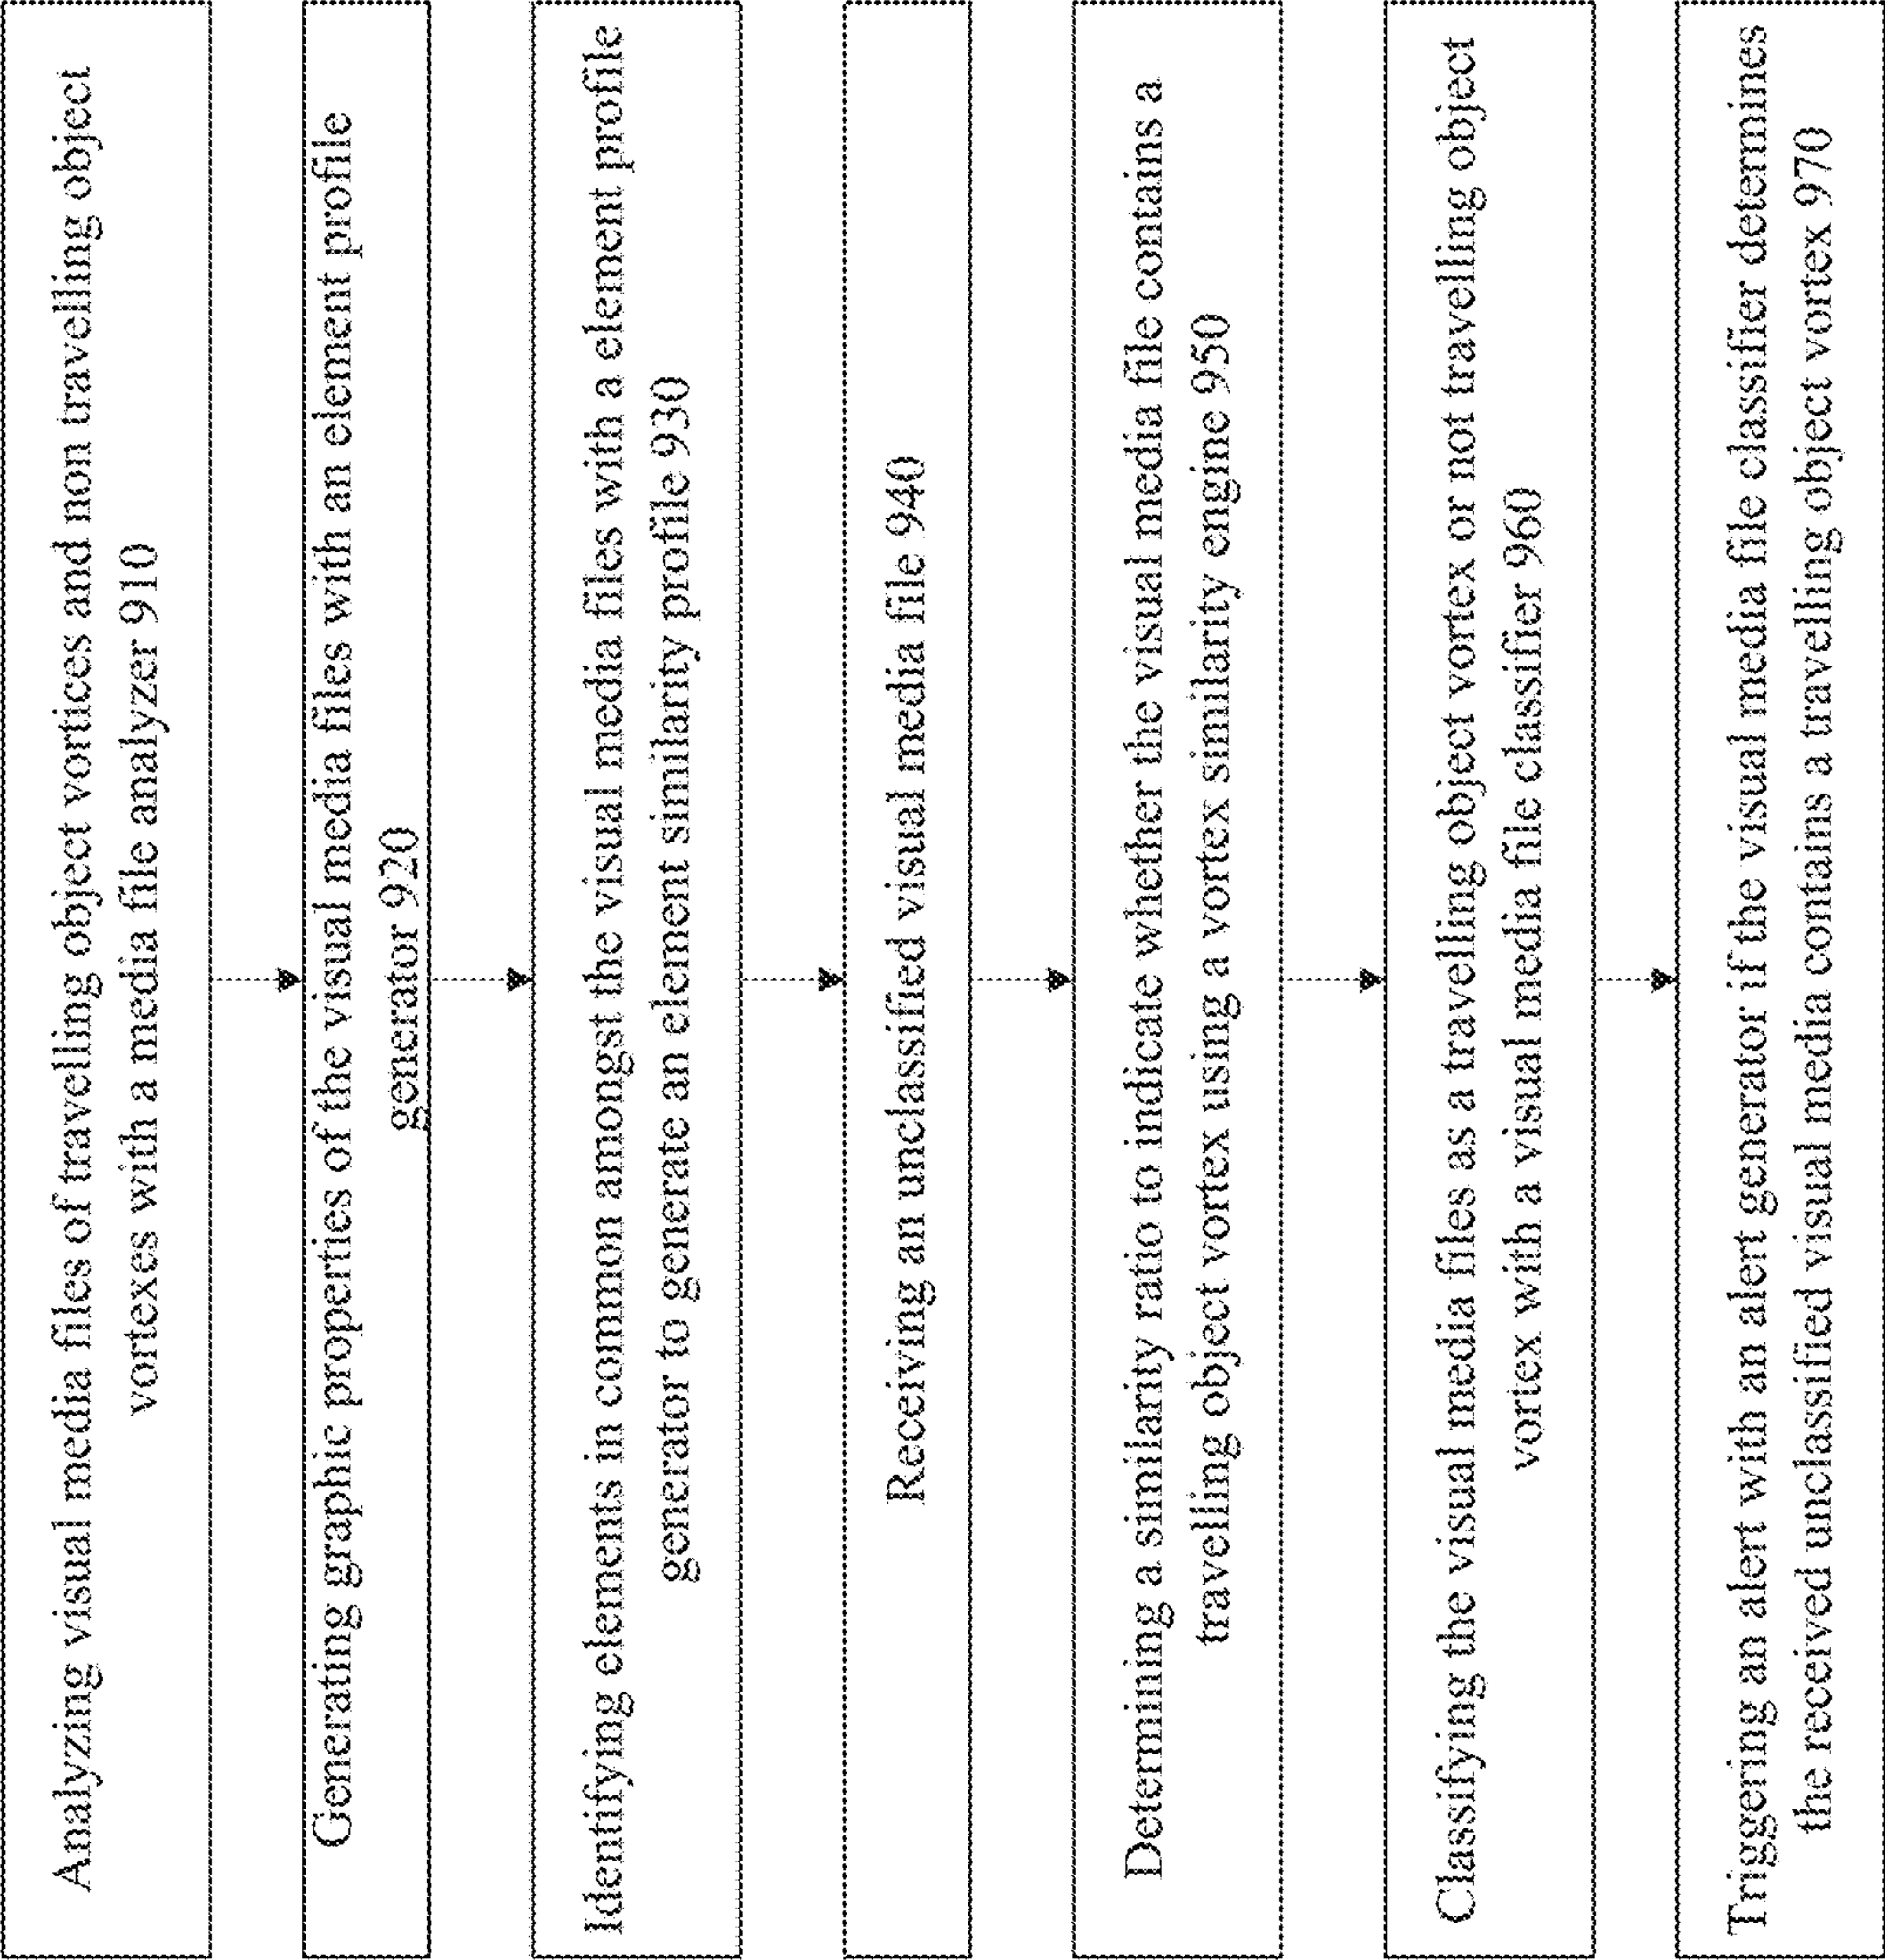 Analyzing visual media files of travelling object vortices and non travelling object
vortexes with a media file analyzer 910
Generating graphic properties of the visual media files with an element profile
generator 920
Identifying elements in common amongst the visual media files with a element profile
generator to generate an element similarity profile 930
Receiving an unclassified visual media file 940
Determining a similarity ratio to indicate whether the visual media file contains a
travelling object vortex using a vortex similarity engine 950
Classifying the visual media files as a travelling object vortex or not travelling object
vortex with a visual media file classifier 960
Triggering an alert with an alert generator if the visual media file classifier determines
the received unclassified visual media contains a travelling object vortex 970